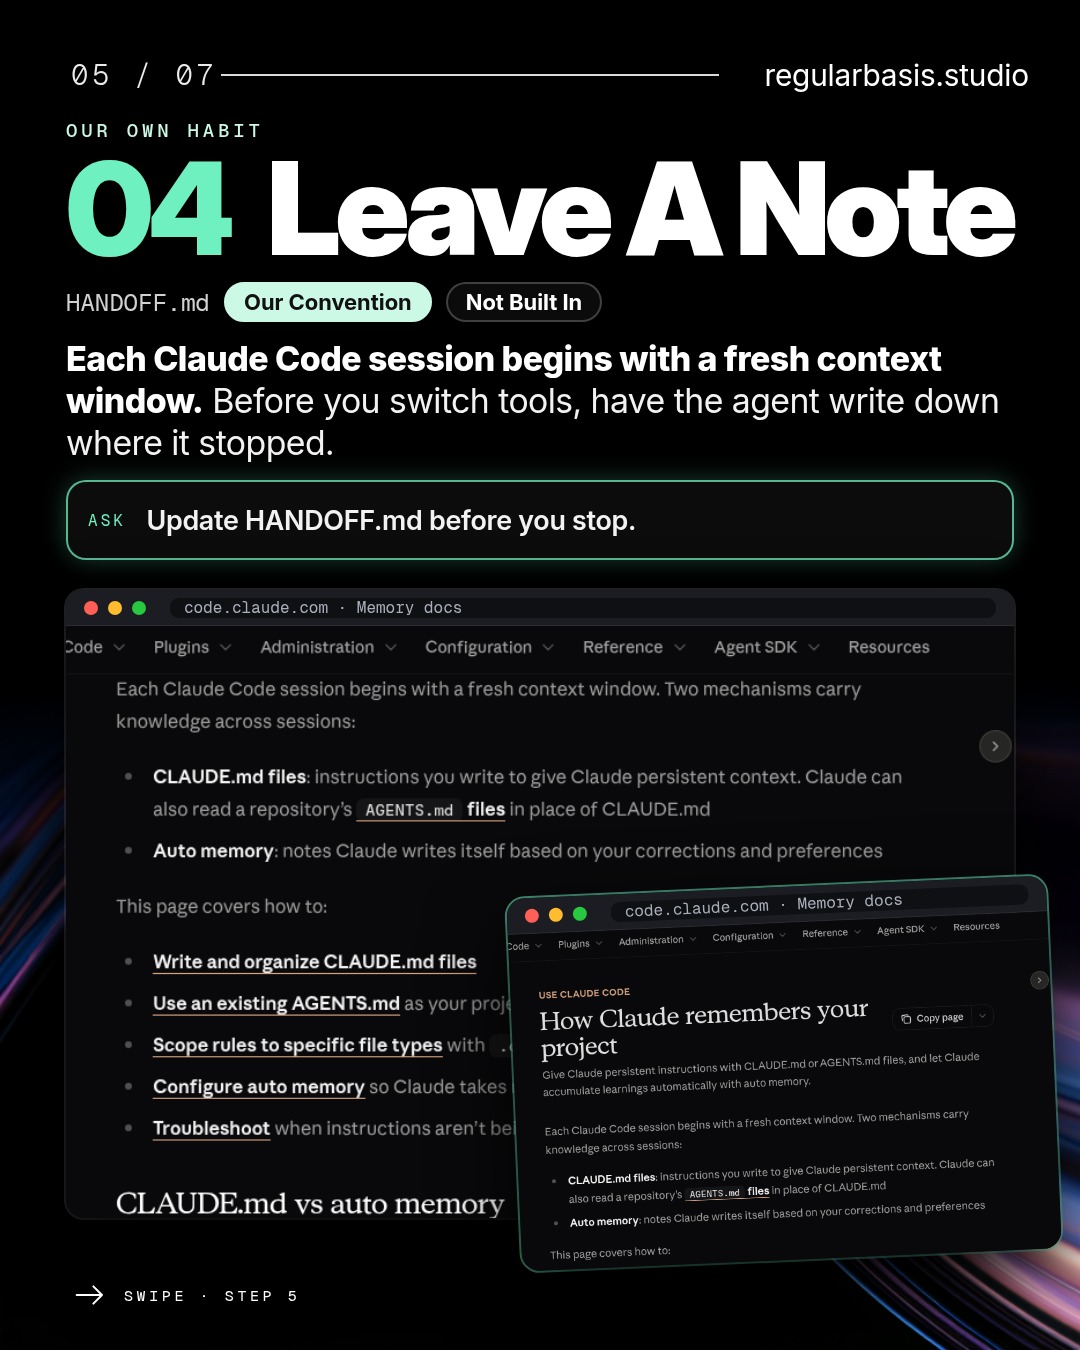 05 / 07
regularbasis.studio
OUR OWN HABIT
04 Leave A Note
HANDOFF.md Our Convention Not Built In
Each Claude Code session begins with a fresh context
window. Before you switch tools, have the agent write down
where it stopped.
ASK Update HANDOFF.md before you stop.
code.claude.com · Memory docs
Code Plugins Administration Configuration Reference Agent SDK Resources
Each Claude Code session begins with a fresh context window. Two mechanisms carry
knowledge across sessions:
• CLAUDE.md files: instructions you write to give Claude persistent context. Claude can
also read a repository's AGENTS.md files in place of CLAUDE.md
• Auto memory: notes Claude writes itself based on your corrections and preferences
This page covers how to:
• Write and organize CLAUDE.md files
• Use an existing AGENTS.md as your
• Scope rules to specific file types with
• Configure auto memory so Claude takes
• Troubleshoot when instructions aren't
CLAUDE.md vs auto memory
code.claude.com · Memory docs
Code Plugins Administration Configuration Reference Agent SDK Resources
USE CLAUDE CODE
How Claude remembers your
project
Copy page
Give Claude persistent instructions with CLAUDE.md or AGENTS.md files, and let Claude
accumulate learnings automatically with auto memory.
Each Claude Code session begins with a fresh context window. Two mechanisms carry
knowledge across sessions:
• CLAUDE.md files: instructions you write to give Claude persistent context. Claude can
also read a repository's AGENTS.md files in place of CLAUDE.md
• Auto memory: notes Claude writes itself based on your corrections and preferences
This page covers how to:
→ SWIPE · STEP 5